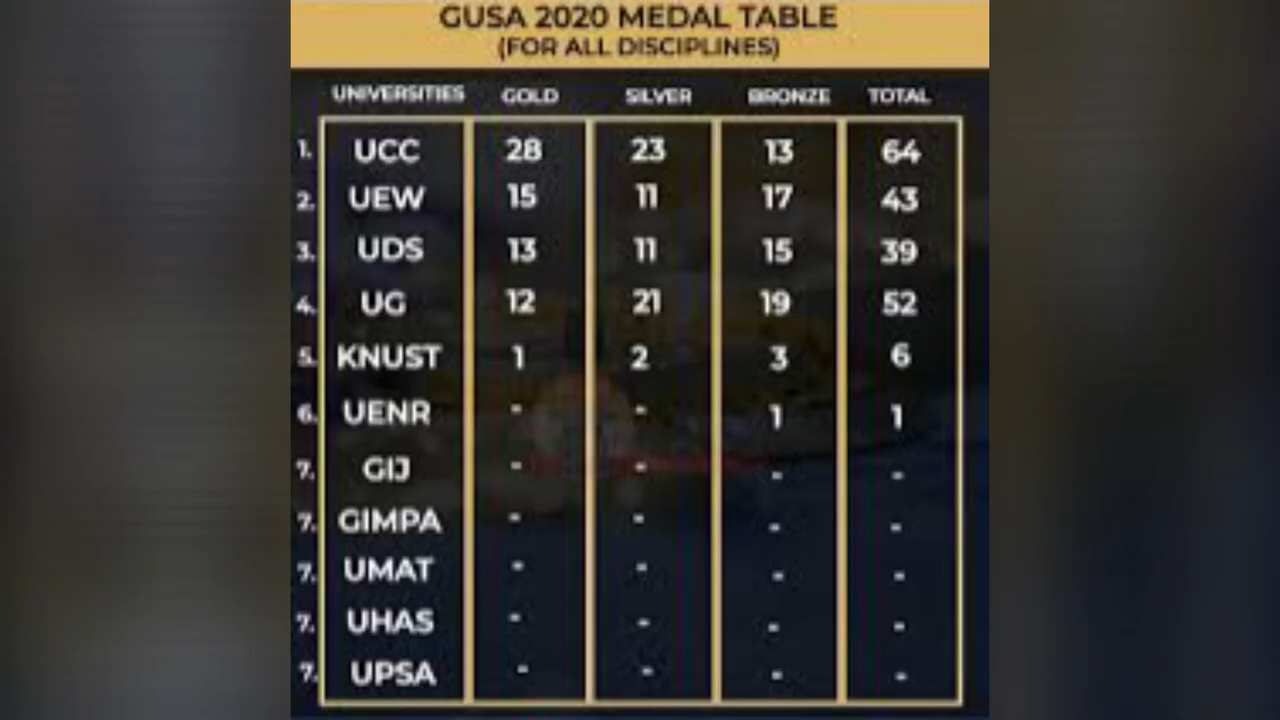 GUSA 2020 MEDAL TABLE
(FOR ALL DISCIPLINES)
UNIVERSITIES GOLD SILVER BRONZE TOTAL
1. UCC 28 23 13 64
2. UEW 15 11 17 43
3. UDS 13 11 15 39
4. UG 12 21 19 52
5. KNUST 1 2 3 6
6. UENR - - 1 1
7. GIJ - - - -
7. GIMPA - - - -
7. UMAT - - - -
7. UHAS - - - -
7. UPSA - - - -